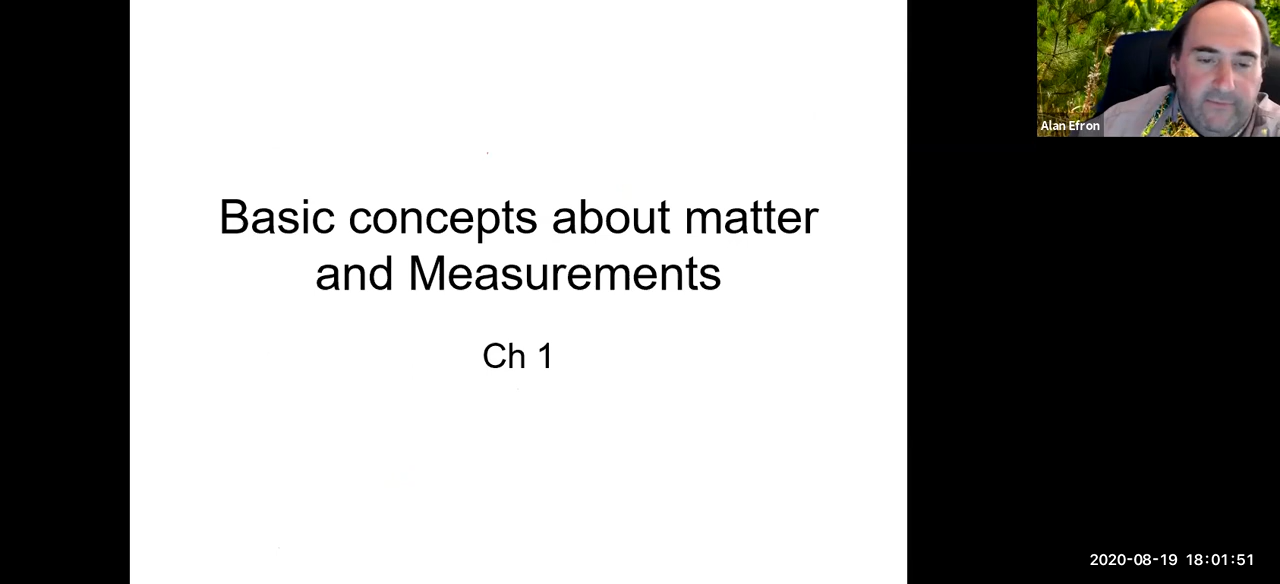 Basic concepts about matter
and Measurements
Ch 1
Alan Efron
2020-08-19 18:01:51